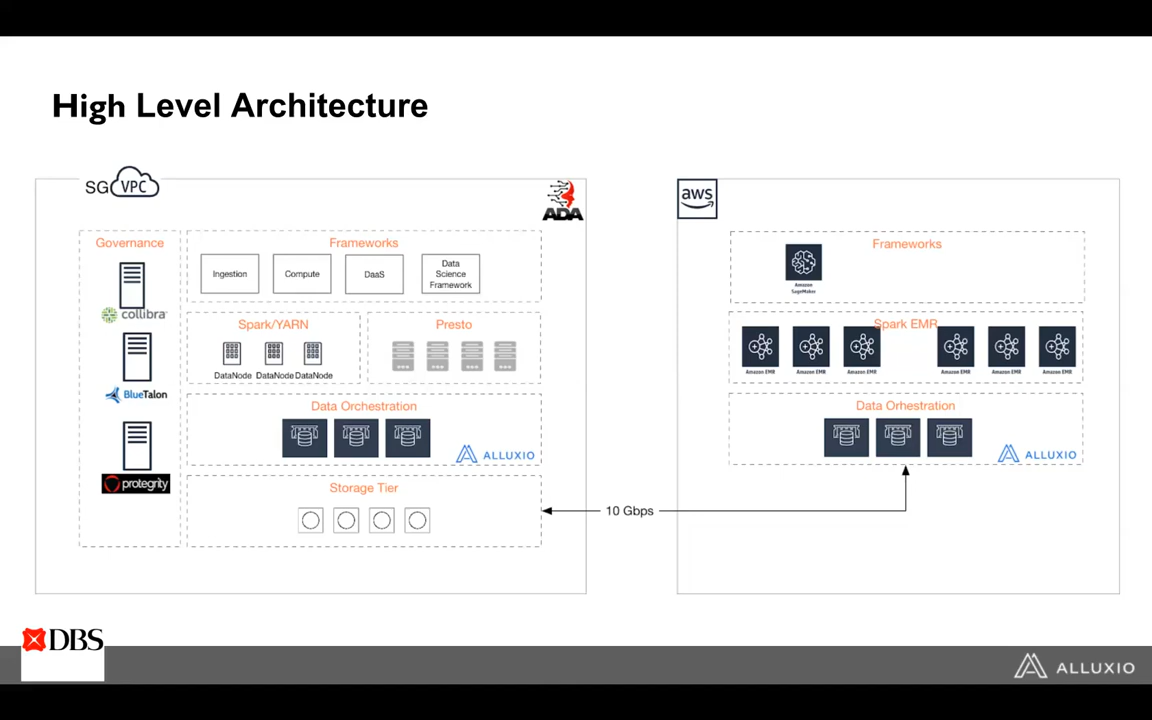 High Level Architecture
SG VPC
ADA
Governance
collibra
BlueTalon
protegrity
Frameworks
Ingestion
Compute
DaaS
Data
Science
Framework
Spark/YARN
DataNode DataNode DataNode
Presto
Data Orchestration
ALLUXIO
Storage Tier
10 Gbps
aws
Frameworks
Amazon
SageMaker
Spark EMR
Amazon EMR Amazon EMR Amazon EMR Amazon EMR Amazon EMR Amazon EMR
Data Orhestration
ALLUXIO
DBS
ALLUXIO